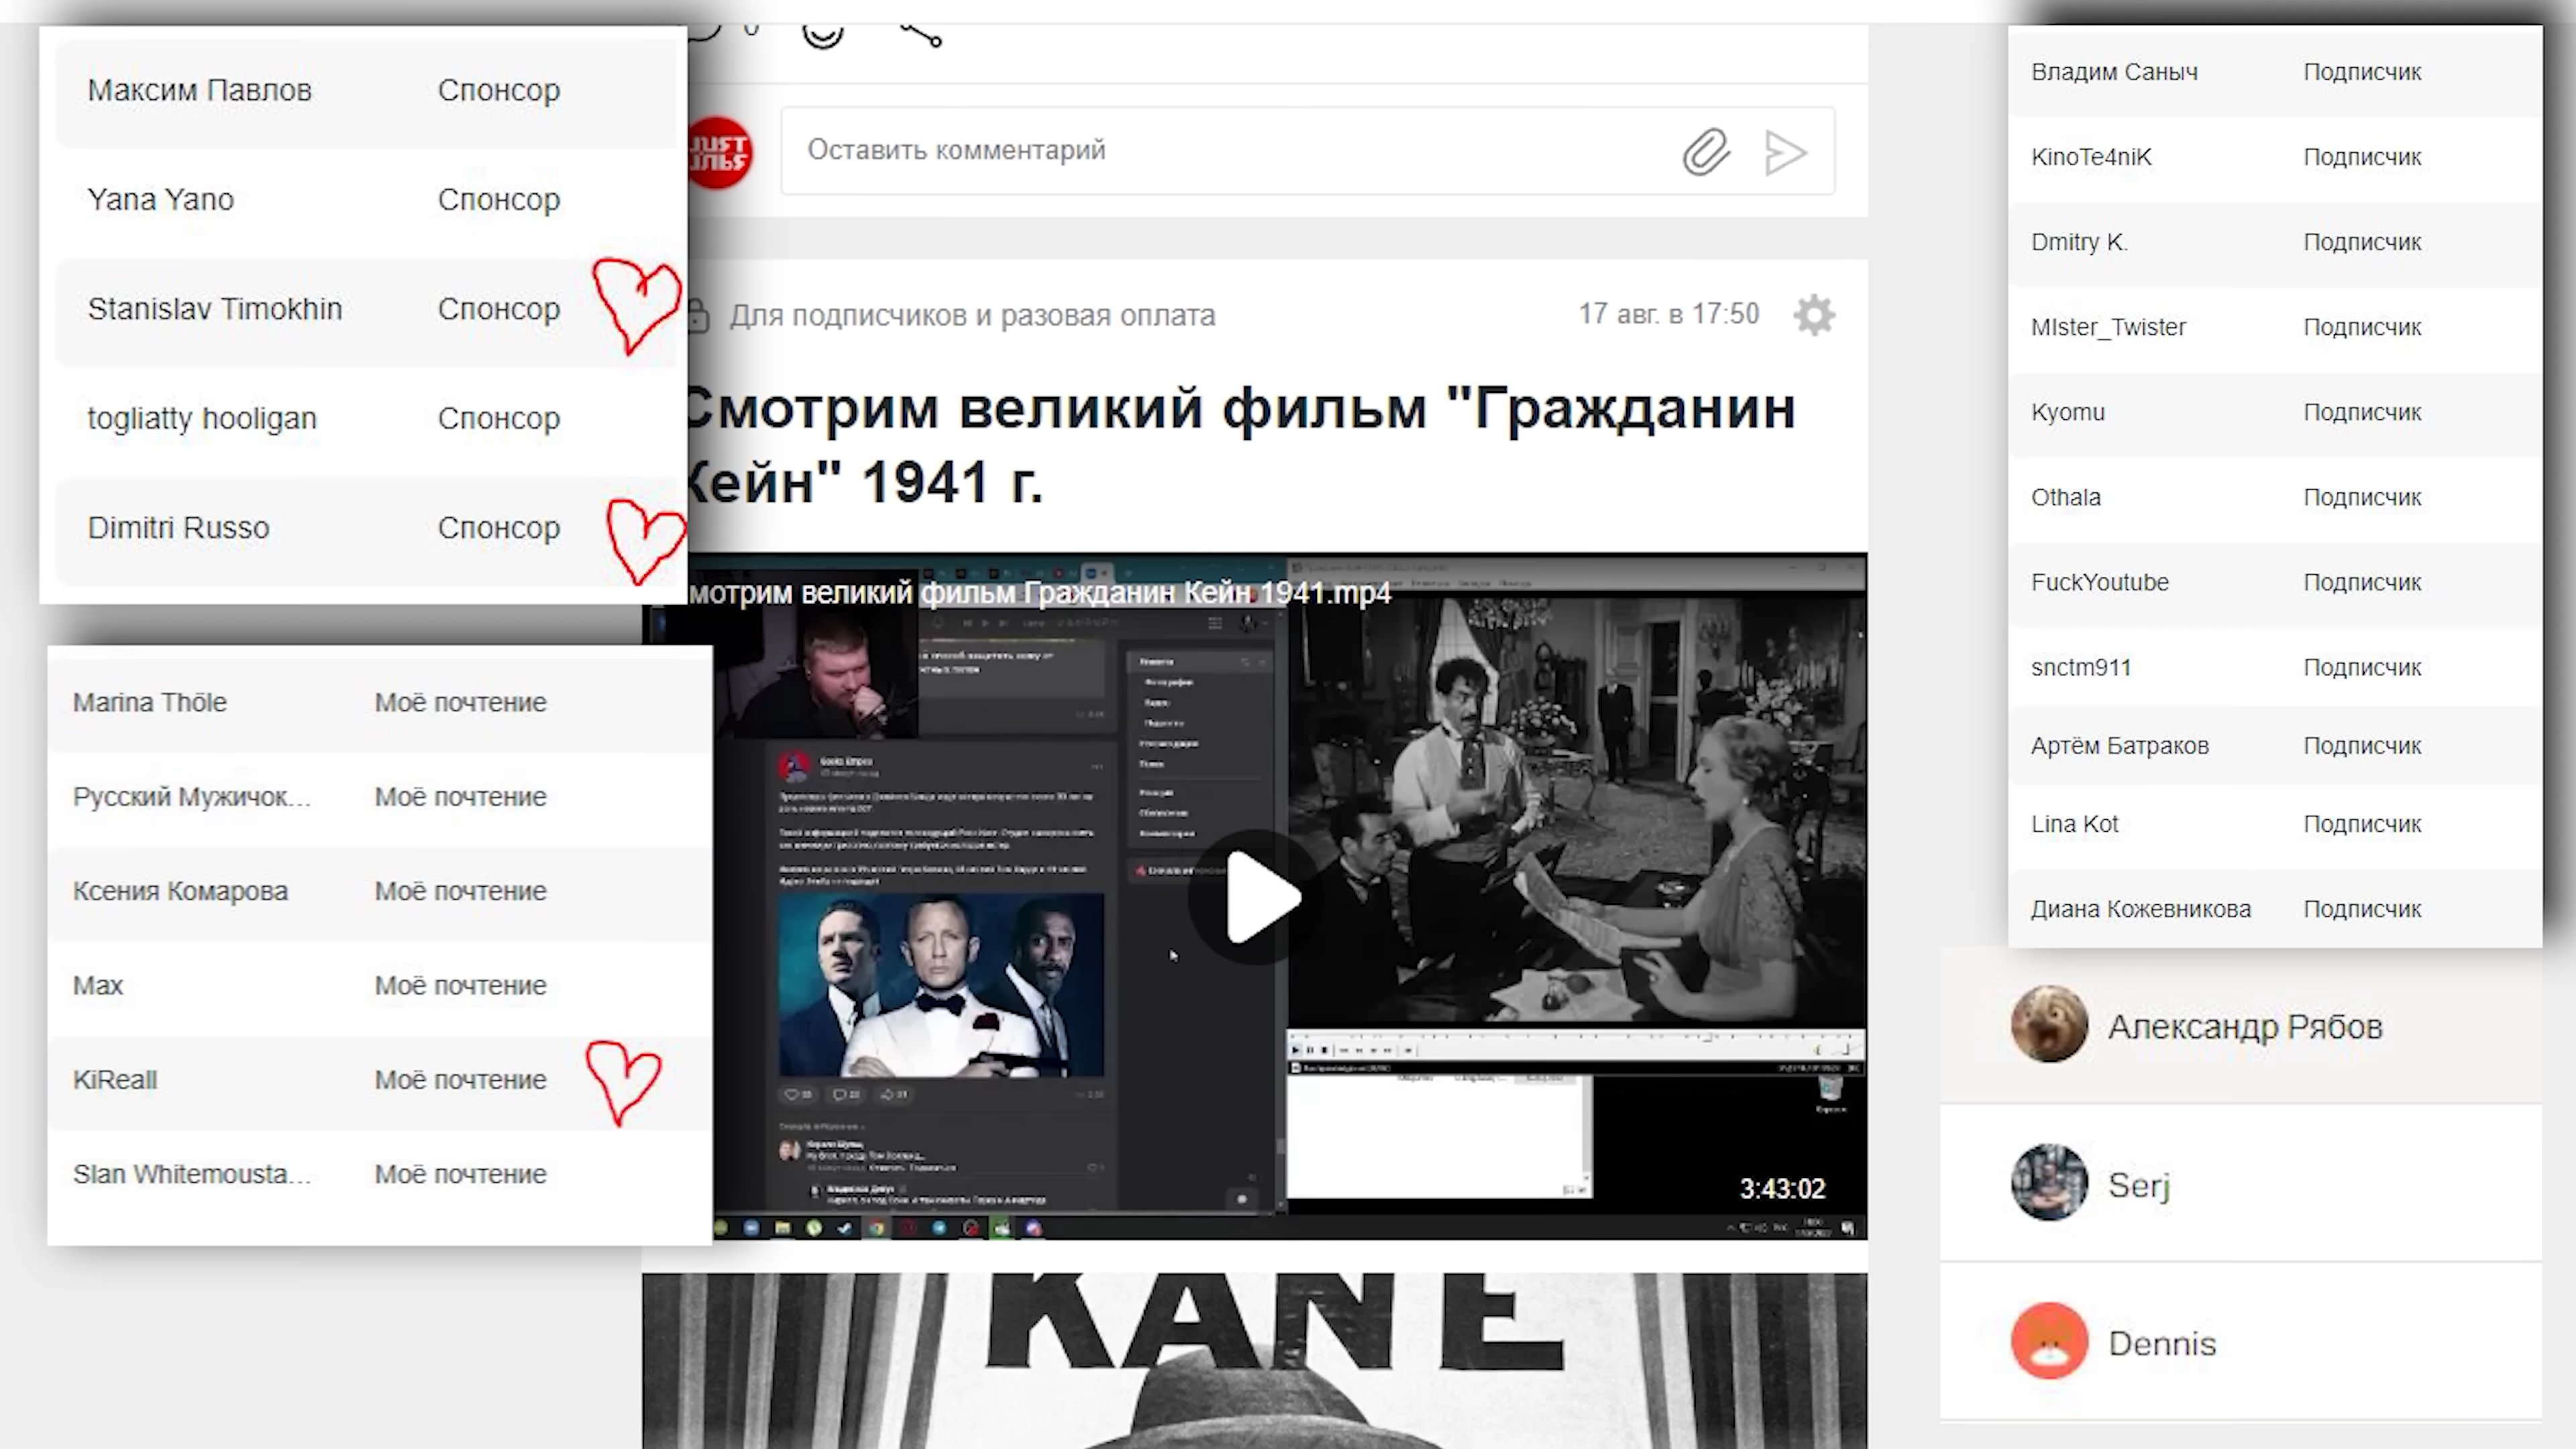 Максим Павлов Спонсор
Yana Yano Спонсор
Stanislav Timokhin Спонсор
togliatty hooligan Спонсор
Dimitri Russo Спонсор
Marina Thöle Моё почтение
Русский Мужичок... Моё почтение
Ксения Комарова Моё почтение
Max Моё почтение
KiReall Моё почтение
Slan Whitemousta... Моё почтение
JUST
Оставить комментарий
Для подписчиков и разовая оплата 17 авг. в 17:50
Смотрим великий фильм "Гражданин
Кейн" 1941 г.
мотрим великий фильм Гражданин Кейн 1941.mp4
3:43:02
KANE
Владим Саныч Подписчик
KinoTe4niK Подписчик
Dmitry K. Подписчик
MIster_Twister Подписчик
Kyomu Подписчик
Othala Подписчик
FuckYoutube Подписчик
snctm911 Подписчик
Артём Батраков Подписчик
Lina Kot Подписчик
Диана Кожевникова Подписчик
Александр Рябов
Serj
Dennis